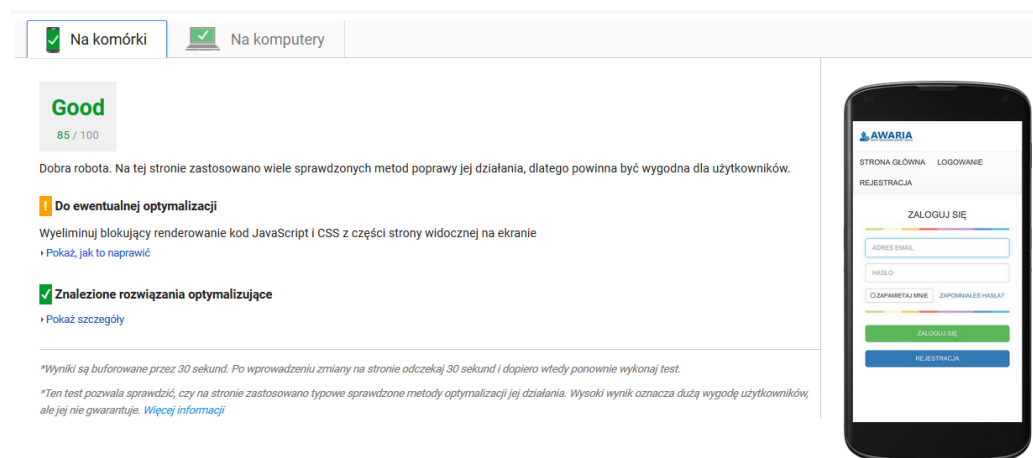 Na komórki
Na komputery
Good
85 / 100
Dobra robota. Na tej stronie zastosowano wiele sprawdzonych metod poprawy jej działania, dlatego powinna być wygodna dla użytkowników.
! Do ewentualnej optymalizacji
Wyeliminuj blokujący renderowanie kod JavaScript i CSS z części strony widocznej na ekranie
Pokaż, jak to naprawić
Znalezione rozwiązania optymalizujące
Pokaż szczegóły
*Wyniki są buforowane przez 30 sekund. Po wprowadzeniu zmiany na stronie odczekaj 30 sekund i dopiero wtedy ponownie wykonaj test.
*Ten test pozwala sprawdzić, czy na stronie zastosowano typowe sprawdzone metody optymalizacji jej działania. Wysoki wynik oznacza dużą wygodę użytkowników,
ale jej nie gwarantuje. Więcej informacji
AWARIA
STRONA GŁÓWNA LOGOWANIE
REJESTRACJA
ZALOGUJ SIĘ
ADRES EMAIL
HASŁO
ZAPAMIETAJ MNIE ZAPOMNIAŁEŚ HASŁA?
ZALOGUJ SIĘ
REJESTRACJA